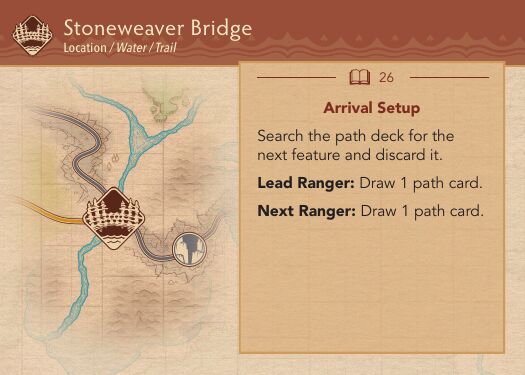 Stoneweaver Bridge
Location / Water / Trail
26
Arrival Setup
Search the path deck for the
next feature and discard it.
Lead Ranger: Draw 1 path card.
Next Ranger: Draw 1 path card.